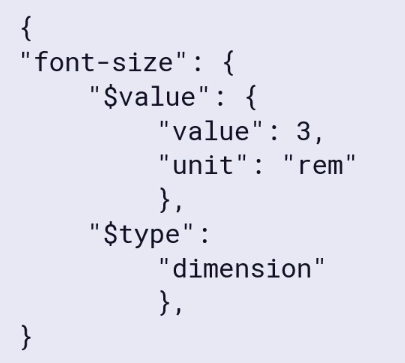 {
"font-size": {
"$value": {
"value": 3,
"unit": "rem"
},
"$type":
"dimension"
},
}